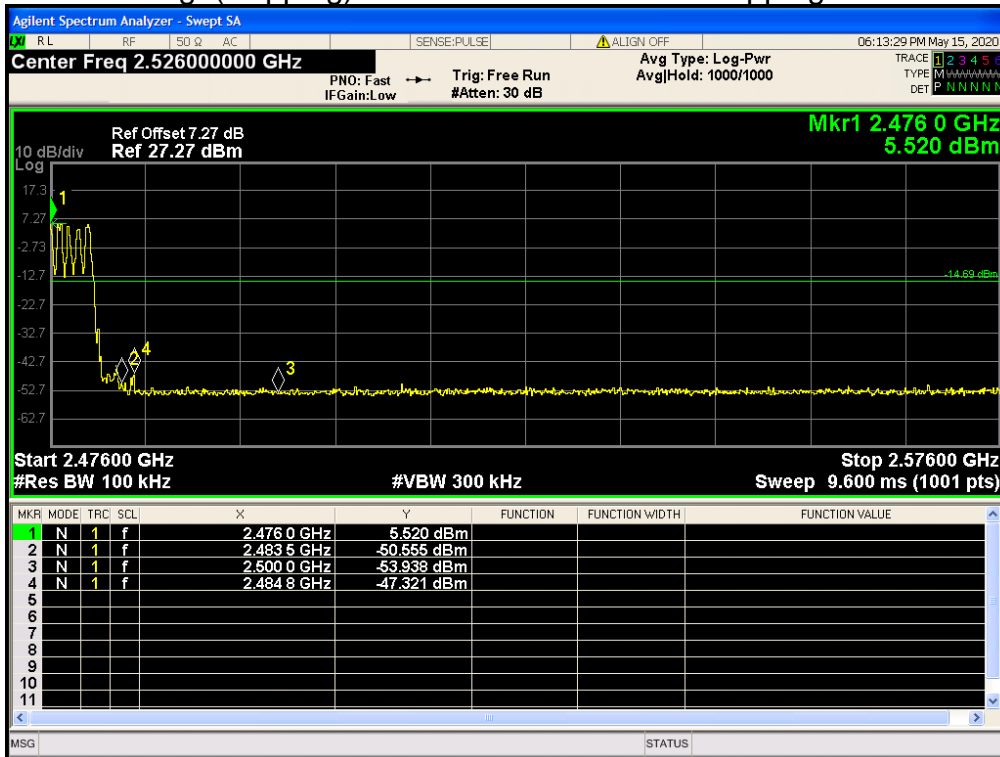 Agilent Spectrum Analyzer - Swept SA
LXI RL RF 50 Ω AC SENSE:PULSE ALIGN OFF 06:13:29 PM May 15, 2020
Center Freq 2.526000000 GHz
PNO: Fast
IFGain:Low
Trig: Free Run
#Atten: 30 dB
Avg Type: Log-Pwr
Avg|Hold: 1000/1000
TRACE 1 2 3 4 5 6
TYPE M
DET P N N N N N
Mkr1 2.476 0 GHz
5.520 dBm
Ref Offset 7.27 dB
10 dB/div Ref 27.27 dBm
Log
17.3
1
7.27
-2.73
-12.7
-14.69 dBm
-22.7
-32.7
4
-42.7
2
3
-52.7
-62.7
Start 2.47600 GHz Stop 2.57600 GHz
#Res BW 100 kHz #VBW 300 kHz Sweep 9.600 ms (1001 pts)
MKR MODE TRC SCL X Y FUNCTION FUNCTION WIDTH FUNCTION VALUE
1 N 1 f 2.476 0 GHz 5.520 dBm
2 N 1 f 2.483 5 GHz -50.555 dBm
3 N 1 f 2.500 0 GHz -53.938 dBm
4 N 1 f 2.484 8 GHz -47.321 dBm
5
6
7
8
9
10
11
MSG STATUS